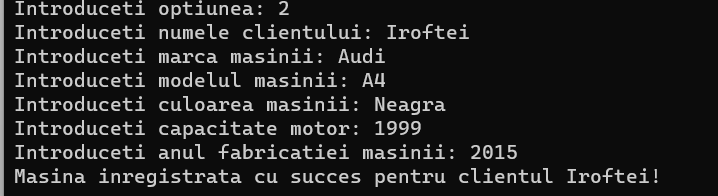 Introduceti optiunea: 2
Introduceti numele clientului: Iroftei
Introduceti marca masinii: Audi
Introduceti modelul masinii: A4
Introduceti culoarea masinii: Neagra
Introduceti capacitate motor: 1999
Introduceti anul fabricatiei masinii: 2015
Masina inregistrata cu succes pentru clientul Iroftei!